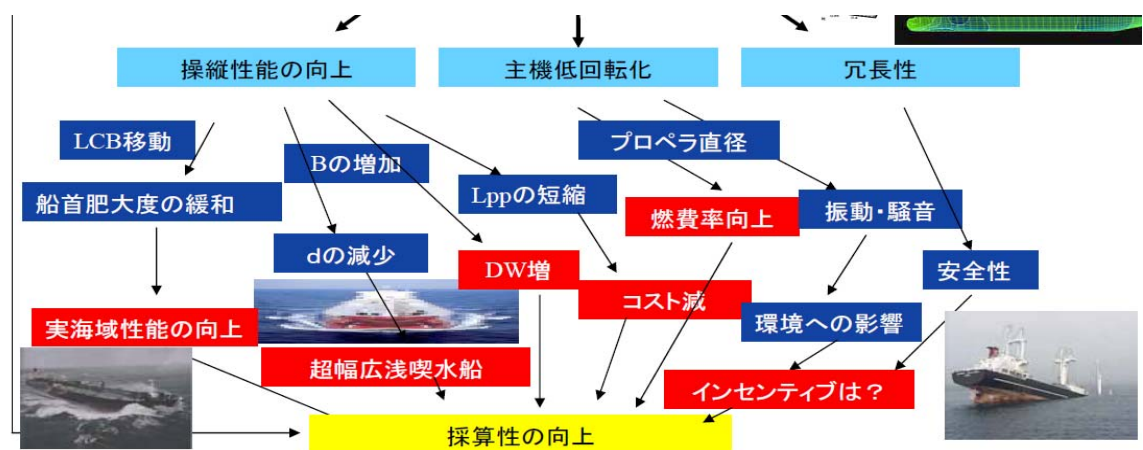 操縦性能の向上
主機低回転化
冗長性
LCB移動
Bの増加
プロペラ直径
船首肥大度の緩和
Lppの短縮
燃費率向上
振動・騒音
dの減少
DW増
安全性
コスト減
実海域性能の向上
環境への影響
超幅広浅喫水船
インセンティブは？
採算性の向上